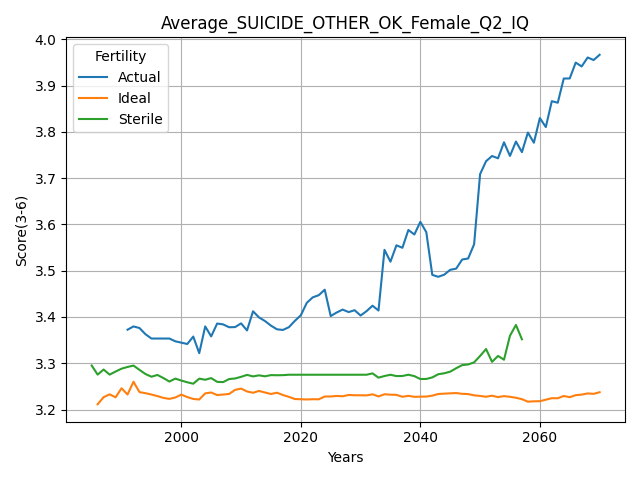 Average_SUICIDE_OTHER_OK_Female_Q2_IQ
Fertility
Actual
Ideal
Sterile
Score(3-6)
4.0
3.9
3.8
3.7
3.6
3.5
3.4
3.3
3.2
2000 2020 2040 2060
Years